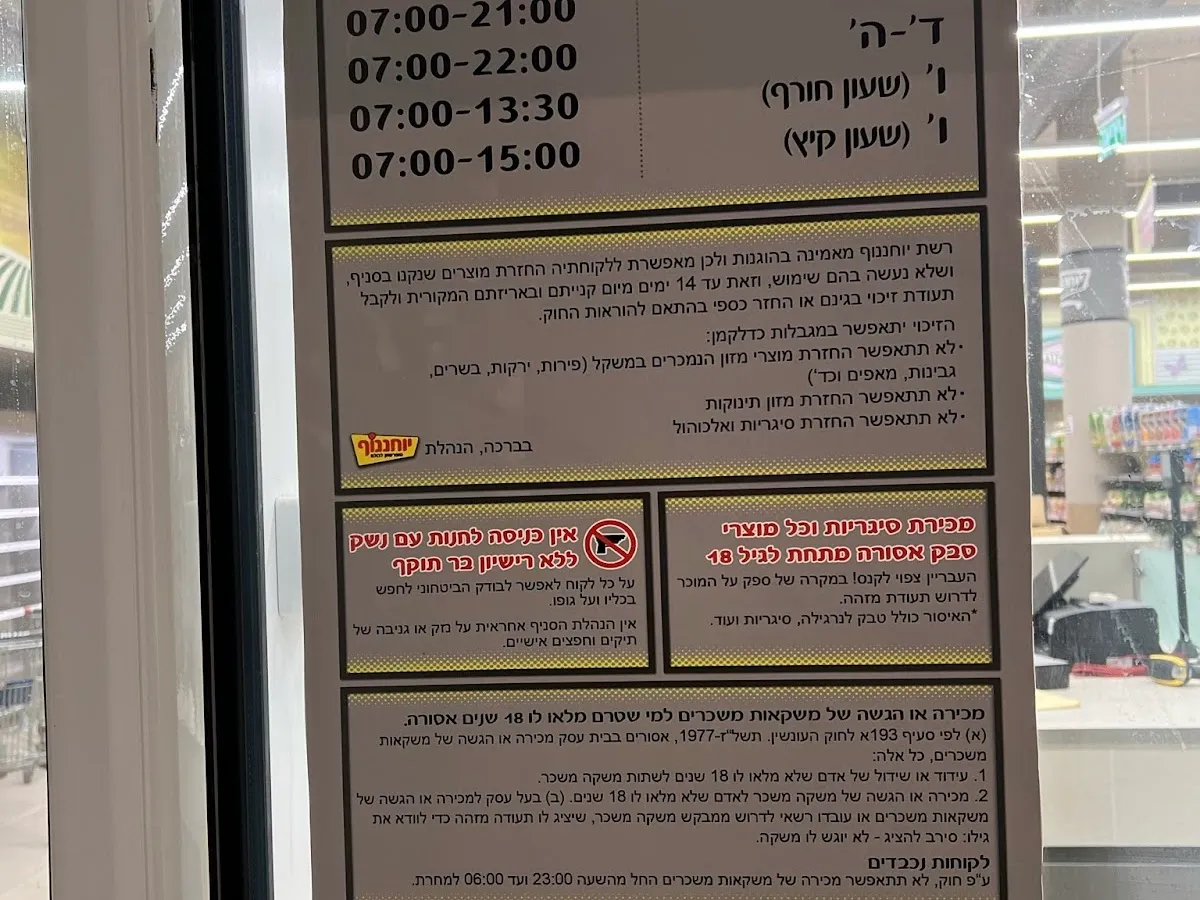 07:00-21:00
ד'-ה' 07:00-22:00
ו' (שעון חורף) 07:00-13:30
ו' (שעון קיץ) 07:00-15:00
רשת יוחננוף מאמינה בהוגנות ולכן מאפשרת ללקוחתיה החזרת מוצרים שנקנו בסניף,
ושלא נעשה בהם שימוש, וזאת עד 14 ימים מיום קנייתם ובאריזתם המקורית ולקבל
תעודת זיכוי בגינם או החזר כספי בהתאם להוראות החוק.
הזיכוי יתאפשר במגבלות כדלקמן:
• לא תתאפשר החזרת מוצרי מזון הנמכרים במשקל (פירות, ירקות, בשרים,
גבינות, מאפים וכד')
• לא תתאפשר החזרת מזון תינוקות
• לא תתאפשר החזרת סיגריות ואלכוהול
בברכה, הנהלת יוחננוף
מכירת סיגריות וכל מוצרי
טבק אסורה מתחת לגיל 18
העבריין צפוי לקנס! במקרה של ספק על המוכר
לדרוש תעודת מזהה.
*האיסור כולל טבק לנרגילה, סיגריות ועוד.
אין כניסה לחנות עם נשק
ללא רישיון בר תוקף
על כל לקוח לאפשר לבודק הביטחוני לחפש
בכליו ועל גופו.
אין הנהלת הסניף אחראית על נזק או גניבה של
תיקים וחפצים אישיים.
מכירה או הגשה של משקאות משכרים למי שטרם מלאו לו 18 שנים אסורה.
(א) לפי סעיף 193א לחוק העונשין. תשל"ז-1977, אסורים בבית עסק מכירה או הגשה של משקאות
משכרים, כל אלה:
1. עידוד או שידול של אדם שלא מלאו לו 18 שנים לשתות משקה משכר.
2. מכירה או הגשה של משקה משכר לאדם שלא מלאו לו 18 שנים. (ב) בעל עסק למכירה או הגשה של
משקאות משכרים או עובדו רשאי לדרוש ממבקש משקה משכר, שיציג לו תעודה מזהה כדי לוודא את
גילו: סירב להציג - לא יוגש לו משקה.
לקוחות נכבדים
ע"פ חוק, לא תתאפשר מכירה של משקאות משכרים החל מהשעה 23:00 ועד 06:00 למחרת.